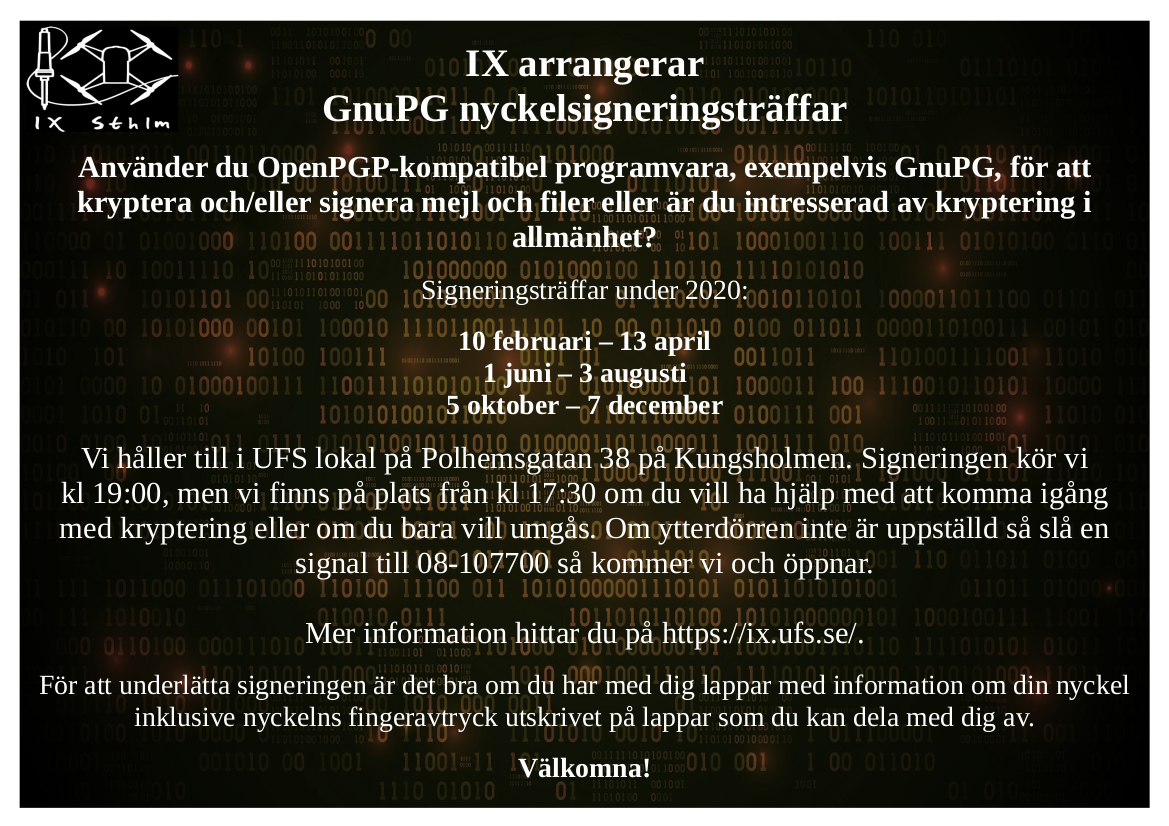 IX Sthlm
IX arrangerar
GnuPG nyckelsigneringsträffar
Använder du OpenPGP-kompatibel programvara, exempelvis GnuPG, för att
kryptera och/eller signera mejl och filer eller är du intresserad av kryptering i
allmänhet?
Signeringsträffar under 2020:
10 februari – 13 april
1 juni – 3 augusti
5 oktober – 7 december
Vi håller till i UFS lokal på Polhemsgatan 38 på Kungsholmen. Signeringen kör vi
kl 19:00, men vi finns på plats från kl 17:30 om du vill ha hjälp med att komma igång
med kryptering eller om du bara vill umgås. Om ytterdörren inte är uppställd så slå en
signal till 08-107700 så kommer vi och öppnar.
Mer information hittar du på https://ix.ufs.se/.
För att underlätta signeringen är det bra om du har med dig lappar med information om din nyckel
inklusive nyckelns fingeravtryck utskrivet på lappar som du kan dela med dig av.
Välkomna!